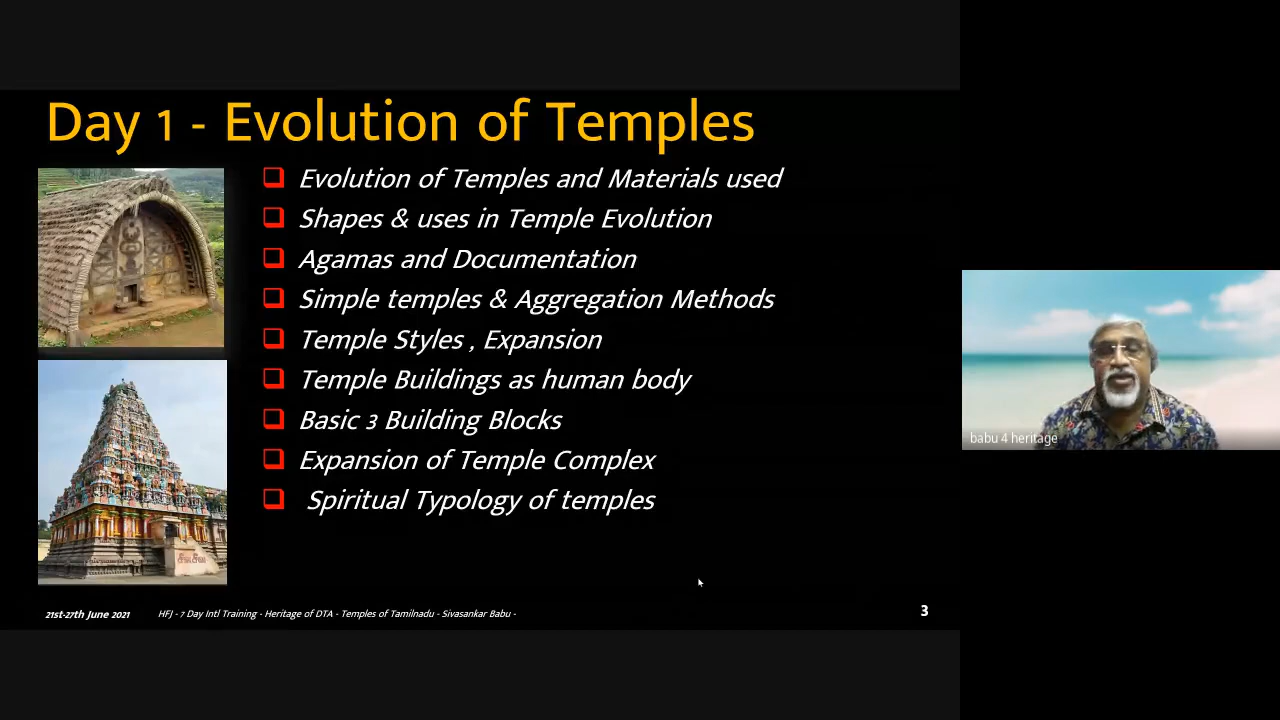 Day 1 - Evolution of Temples
Evolution of Temples and Materials used
Shapes & uses in Temple Evolution
Agamas and Documentation
Simple temples & Aggregation Methods
Temple Styles , Expansion
Temple Buildings as human body
Basic 3 Building Blocks
Expansion of Temple Complex
Spiritual Typology of temples
21st-27th June 2021 HFJ - 7 Day Intl Training - Heritage of DTA - Temples of Tamilnadu - Sivasankar Babu - 3
babu 4 heritage